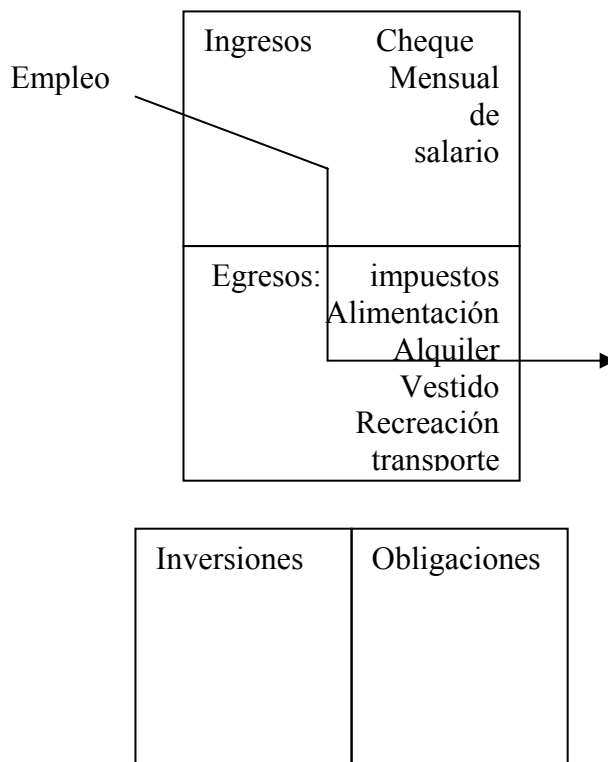 Ingresos Cheque
Empleo Mensual
de
salario
Egresos: impuestos
Alimentación
Alquiler
Vestido
Recreación
transporte
Inversiones Obligaciones